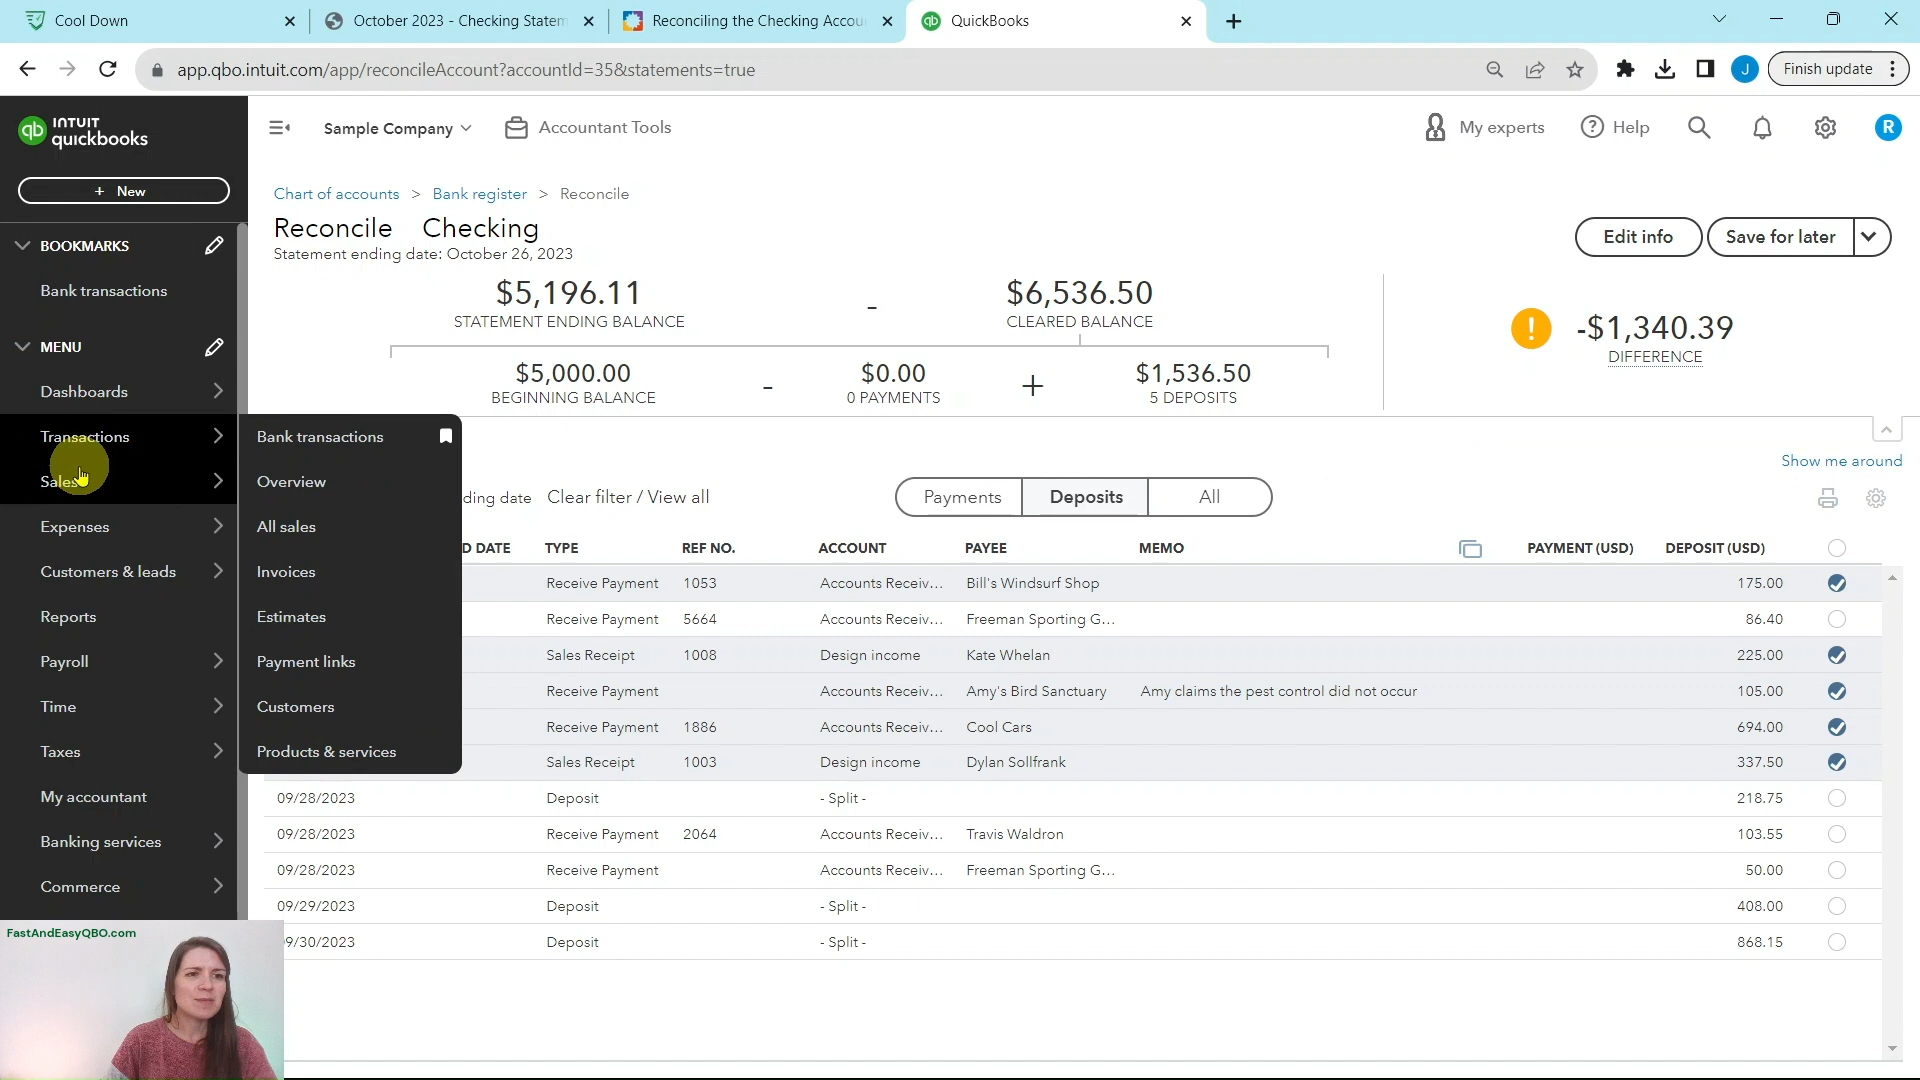 Cool Down
October 2023 - Checking Statem
Reconciling the Checking Accou
QuickBooks
app.qbo.intuit.com/app/reconcileAccount?accountId=35&statements=true
J
Finish update
INTUIT
quickbooks
Sample Company
Accountant Tools
My experts
Help
R
+ New
BOOKMARKS
Bank transactions
MENU
Dashboards
Transactions
Sales
Expenses
Customers & leads
Reports
Payroll
Time
Taxes
My accountant
Banking services
Commerce
Bank transactions
Overview
All sales
Invoices
Estimates
Payment links
Customers
Products & services
Chart of accounts > Bank register > Reconcile
Reconcile Checking
Statement ending date: October 26, 2023
Edit info
Save for later
$5,196.11 - $6,536.50
STATEMENT ENDING BALANCE CLEARED BALANCE
$5,000.00 - $0.00 + $1,536.50
BEGINNING BALANCE 0 PAYMENTS 5 DEPOSITS
! -$1,340.39
DIFFERENCE
Show me around
ding date Clear filter / View all
Payments Deposits All
D DATE TYPE REF NO. ACCOUNT PAYEE MEMO PAYMENT (USD) DEPOSIT (USD)
Receive Payment 1053 Accounts Receiv... Bill's Windsurf Shop 175.00
Receive Payment 5664 Accounts Receiv... Freeman Sporting G... 86.40
Sales Receipt 1008 Design income Kate Whelan 225.00
Receive Payment Accounts Receiv... Amy's Bird Sanctuary Amy claims the pest control did not occur 105.00
Receive Payment 1886 Accounts Receiv... Cool Cars 694.00
Sales Receipt 1003 Design income Dylan Sollfrank 337.50
09/28/2023 Deposit - Split - 218.75
09/28/2023 Receive Payment 2064 Accounts Receiv... Travis Waldron 103.55
09/28/2023 Receive Payment Accounts Receiv... Freeman Sporting G... 50.00
09/29/2023 Deposit - Split - 408.00
9/30/2023 Deposit - Split - 868.15
FastAndEasyQBO.com